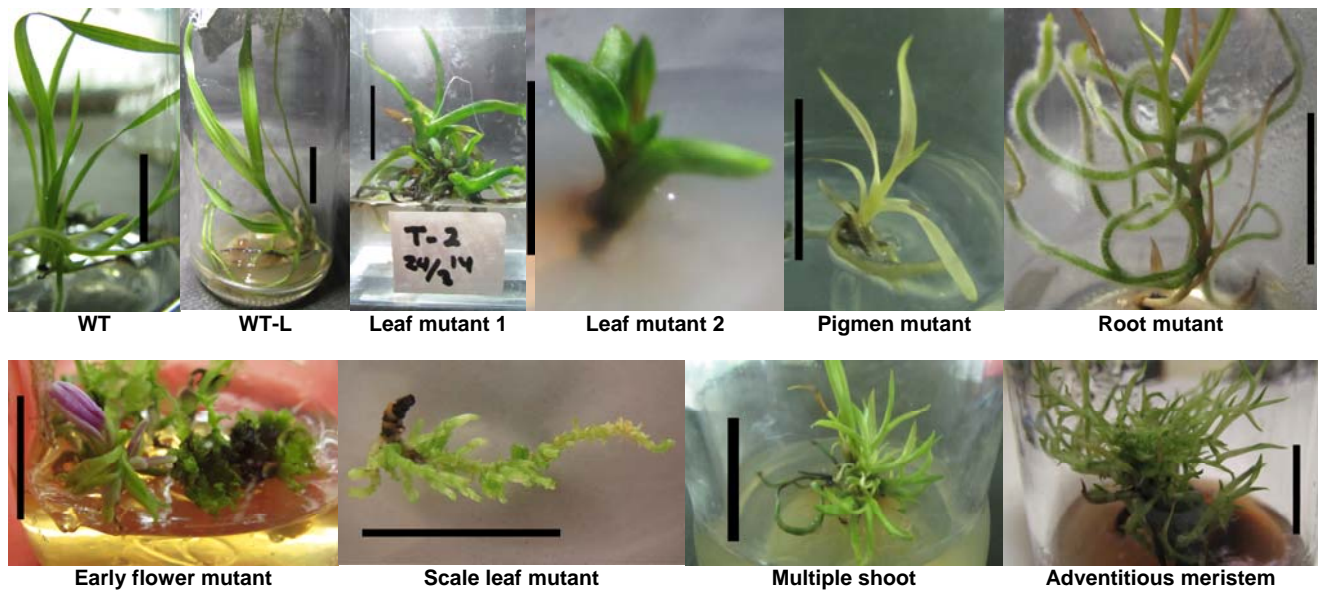 T-2
24/3 '14
WT
WT-L
Leaf mutant 1
Leaf mutant 2
Pigmen mutant
Root mutant
Early flower mutant
Scale leaf mutant
Multiple shoot
Adventitious meristem